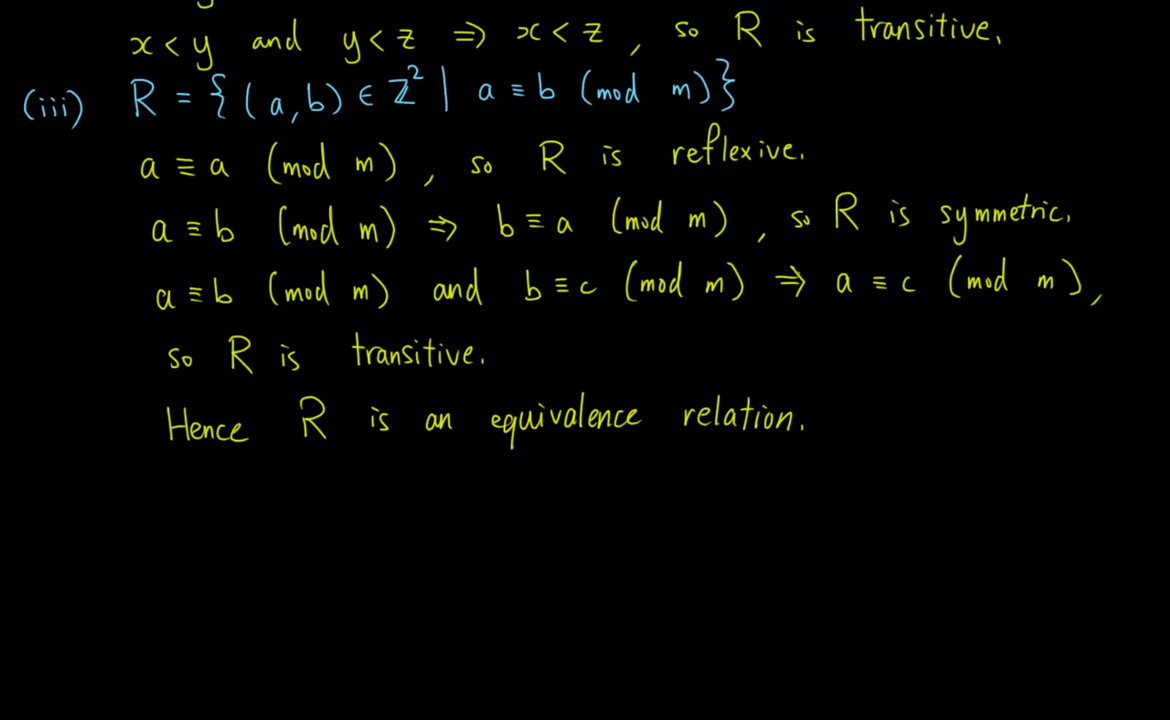 x < y and y < z ⇒ x < z , so R is transitive.
(iii) R = {(a,b) ∈ ℤ² | a ≡ b (mod m)}
a ≡ a (mod m) , so R is reflexive.
a ≡ b (mod m) ⇒ b ≡ a (mod m) , so R is symmetric.
a ≡ b (mod m) and b ≡ c (mod m) ⇒ a ≡ c (mod m) ,
so R is transitive.
Hence R is an equivalence relation.